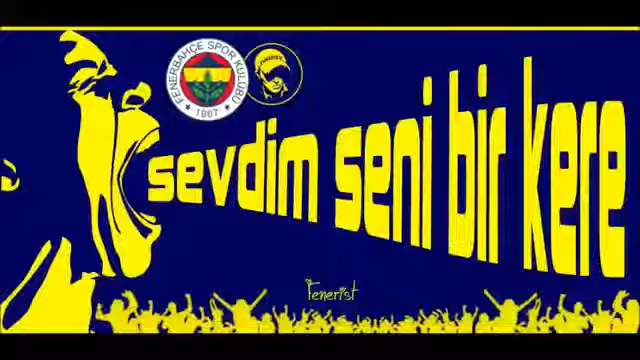 FENERBAHÇE SPOR KULÜBÜ
1907
sevdim seni bir kere
fenerist